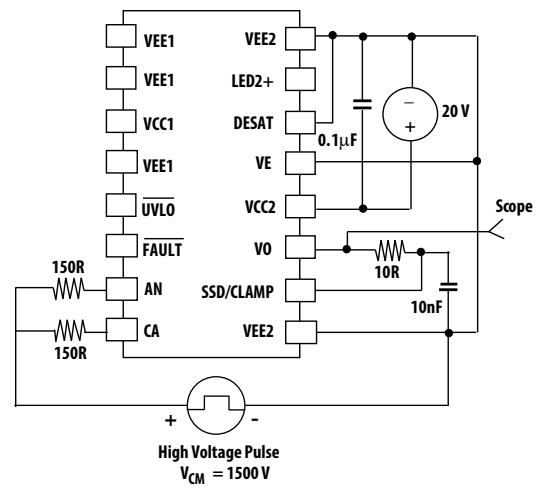 VEE1
VEE2
VEE1
LED2+
VCC1
DESAT
0.1µF
−
+
20 V
VEE1
VE
UVLO
VCC2
Scope
FAULT
VO
10R
150R
AN
SSD/CLAMP
10nF
CA
VEE2
150R
+
-
High Voltage Pulse
VCM = 1500 V